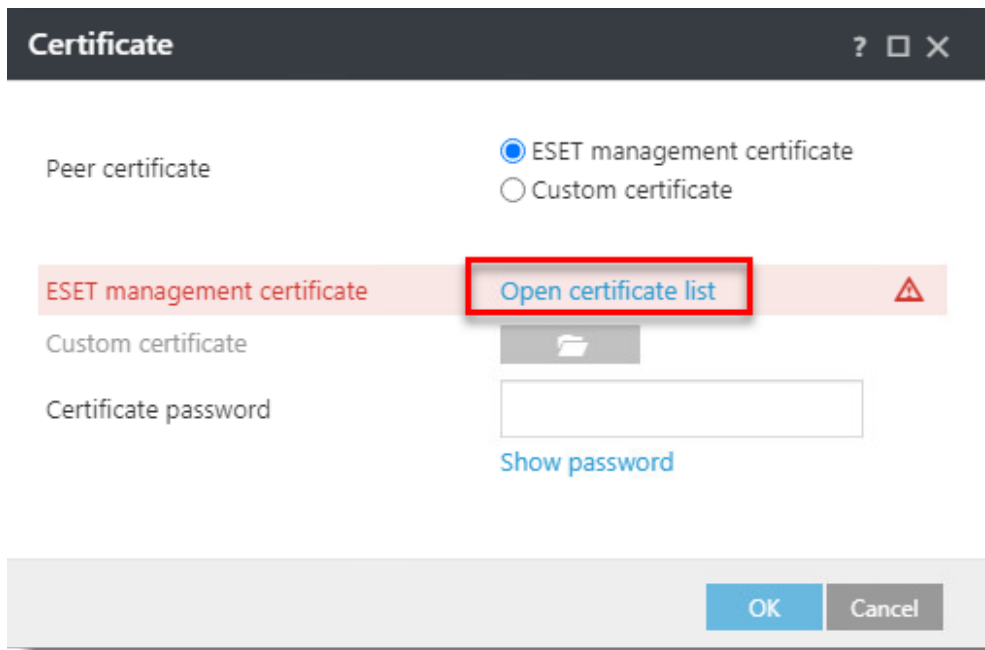 Certificate ?
Peer certificate
ESET management certificate
Custom certificate
ESET management certificate Open certificate list
Custom certificate
Certificate password
Show password
OK Cancel